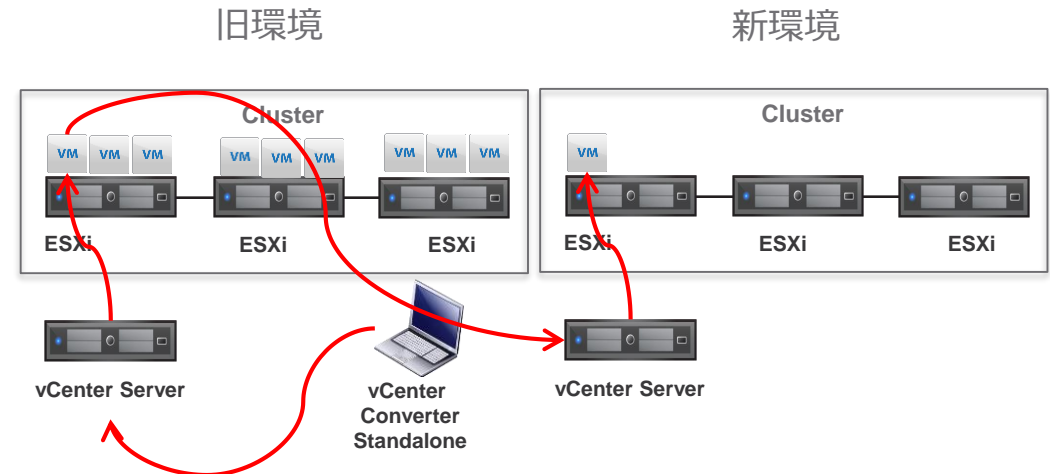 旧環境
新環境
Cluster
VM VM VM
VM VM VM
VM VM VM
ESXi
ESXi
ESXi
Cluster
VM
ESXi
ESXi
ESXi
vCenter Server
vCenter
Converter
Standalone
vCenter Server